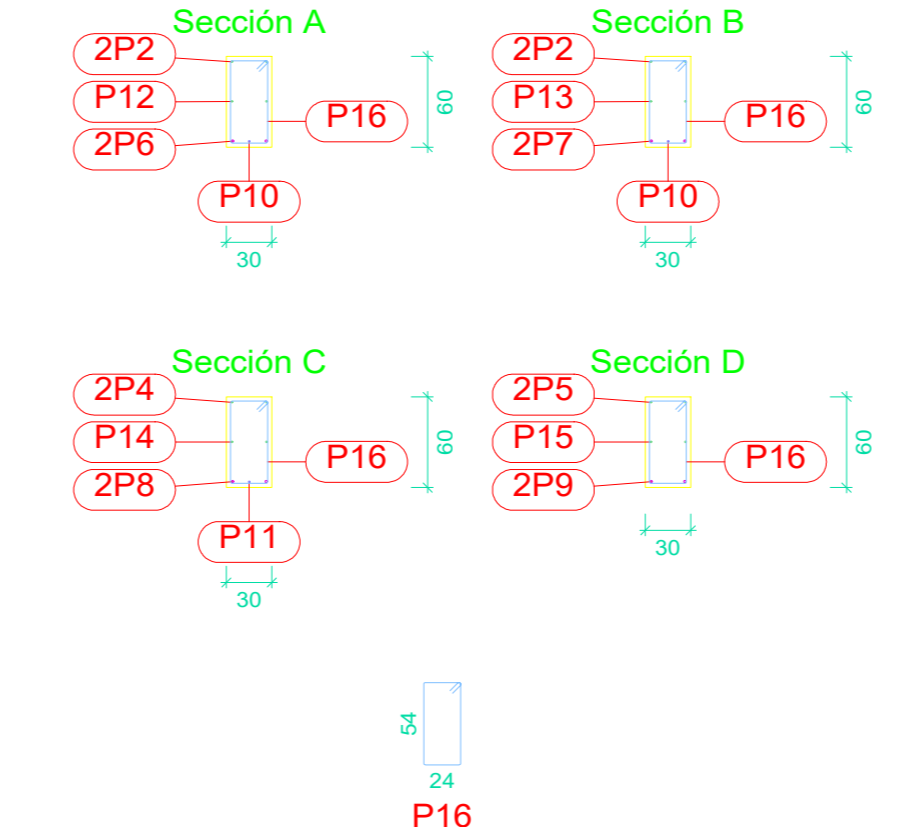 Sección A
2P2
P12
2P6
P16
P10
60
30
Sección B
2P2
P13
2P7
P16
P10
60
30
Sección C
2P4
P14
2P8
P16
P11
60
30
Sección D
2P5
P15
2P9
P16
60
30
54
24
P16